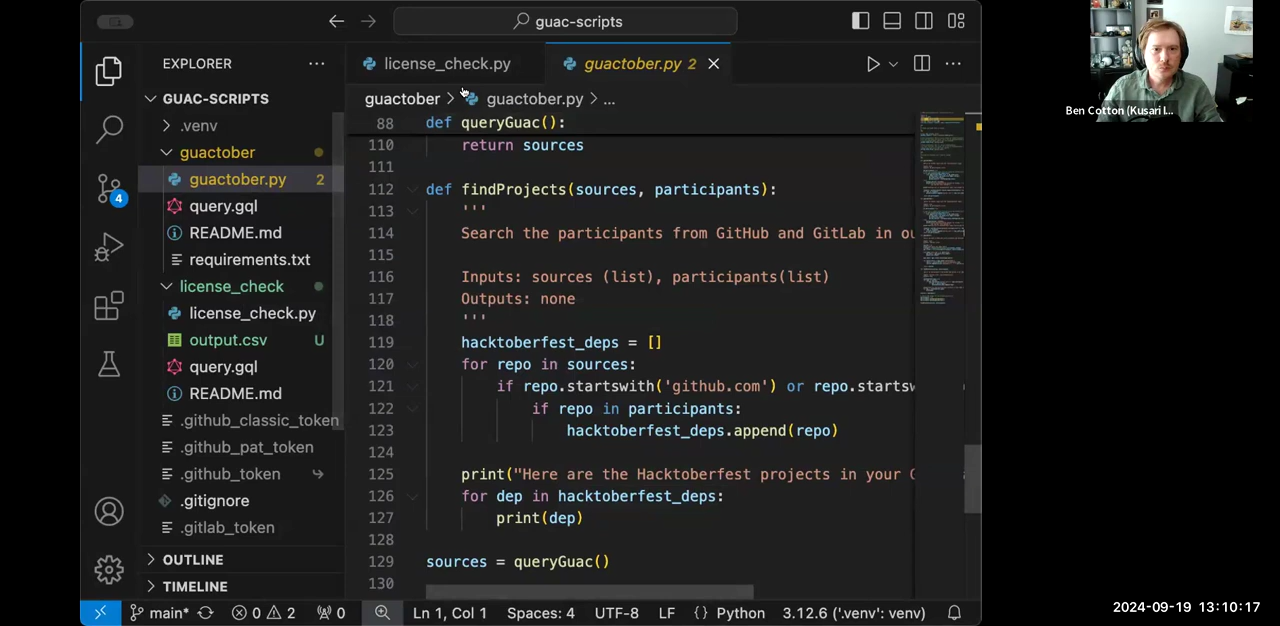 guac-scripts
EXPLORER
GUAC-SCRIPTS
.venv
guactober
guactober.py 2
query.gql
README.md
requirements.txt
license_check
license_check.py
output.csv U
query.gql
README.md
.github_classic_token
.github_pat_token
.github_token
.gitignore
.gitlab_token
OUTLINE
TIMELINE
4
license_check.py
guactober.py 2
guactober > guactober.py > ...
88 def queryGuac():
110 return sources
111
112 def findProjects(sources, participants):
113 '''
114 Search the participants from GitHub and GitLab in ou
115
116 Inputs: sources (list), participants(list)
117 Outputs: none
118 '''
119 hacktoberfest_deps = []
120 for repo in sources:
121 if repo.startswith('github.com') or repo.startsw
122 if repo in participants:
123 hacktoberfest_deps.append(repo)
124
125 print("Here are the Hacktoberfest projects in your G
126 for dep in hacktoberfest_deps:
127 print(dep)
128
129 sources = queryGuac()
130
main* 0 2 0 Ln 1, Col 1 Spaces: 4 UTF-8 LF {} Python 3.12.6 ('.venv': venv)
Ben Cotton (Kusari I...
2024-09-19 13:10:17